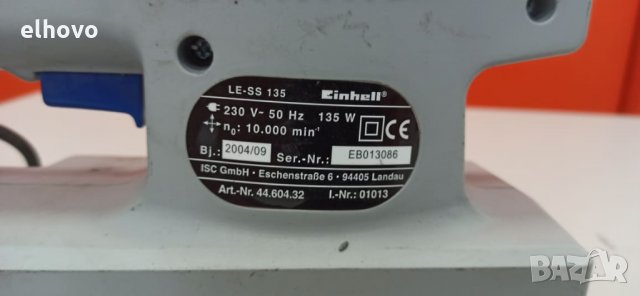 elhovo
LE-SS 135 Einhell®
230 V~ 50 Hz 135 W
n₀: 10.000 min⁻¹ CE
Bj.: 2004/09 Ser.-Nr.: EB013086
ISC GmbH · Eschenstraße 6 · 94405 Landau
Art.-Nr. 44.604.32 I.-Nr.: 01013
BAZAR